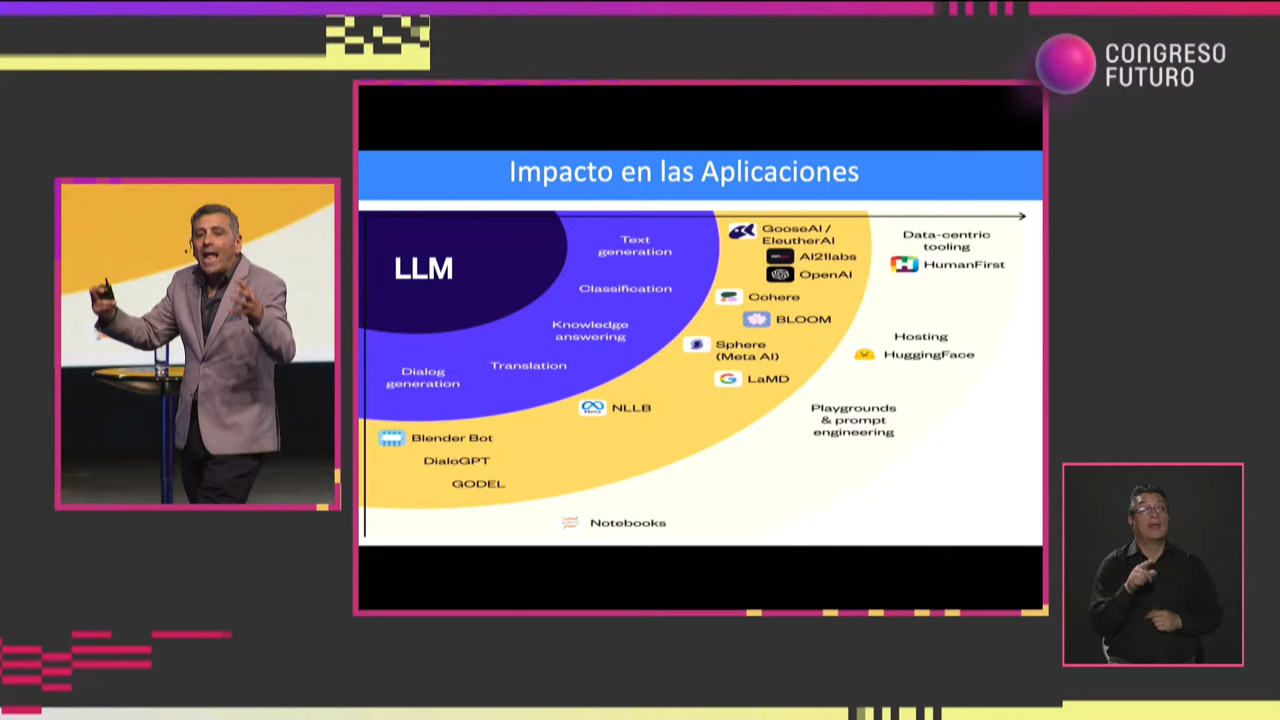 CONGRESO
FUTURO
Impacto en las Aplicaciones
LLM
Text
generation
Classification
Knowledge
answering
Translation
Dialog
generation
GooseAI /
EleutherAI
AI21labs
OpenAI
Cohere
BLOOM
Sphere
(Meta AI)
LaMD
NLLB
Blender Bot
DialoGPT
GODEL
Data-centric
tooling
HumanFirst
Hosting
HuggingFace
Playgrounds
& prompt
engineering
Notebooks